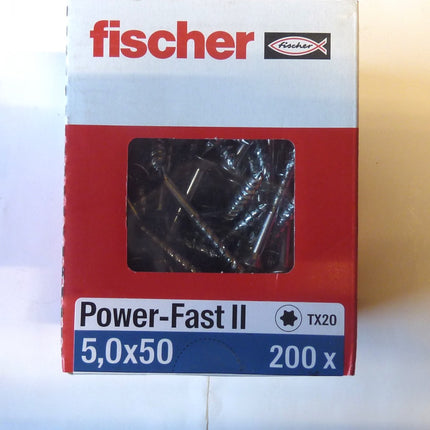 fischer
fischer
Power-Fast II
TX20
5,0x50
200 x